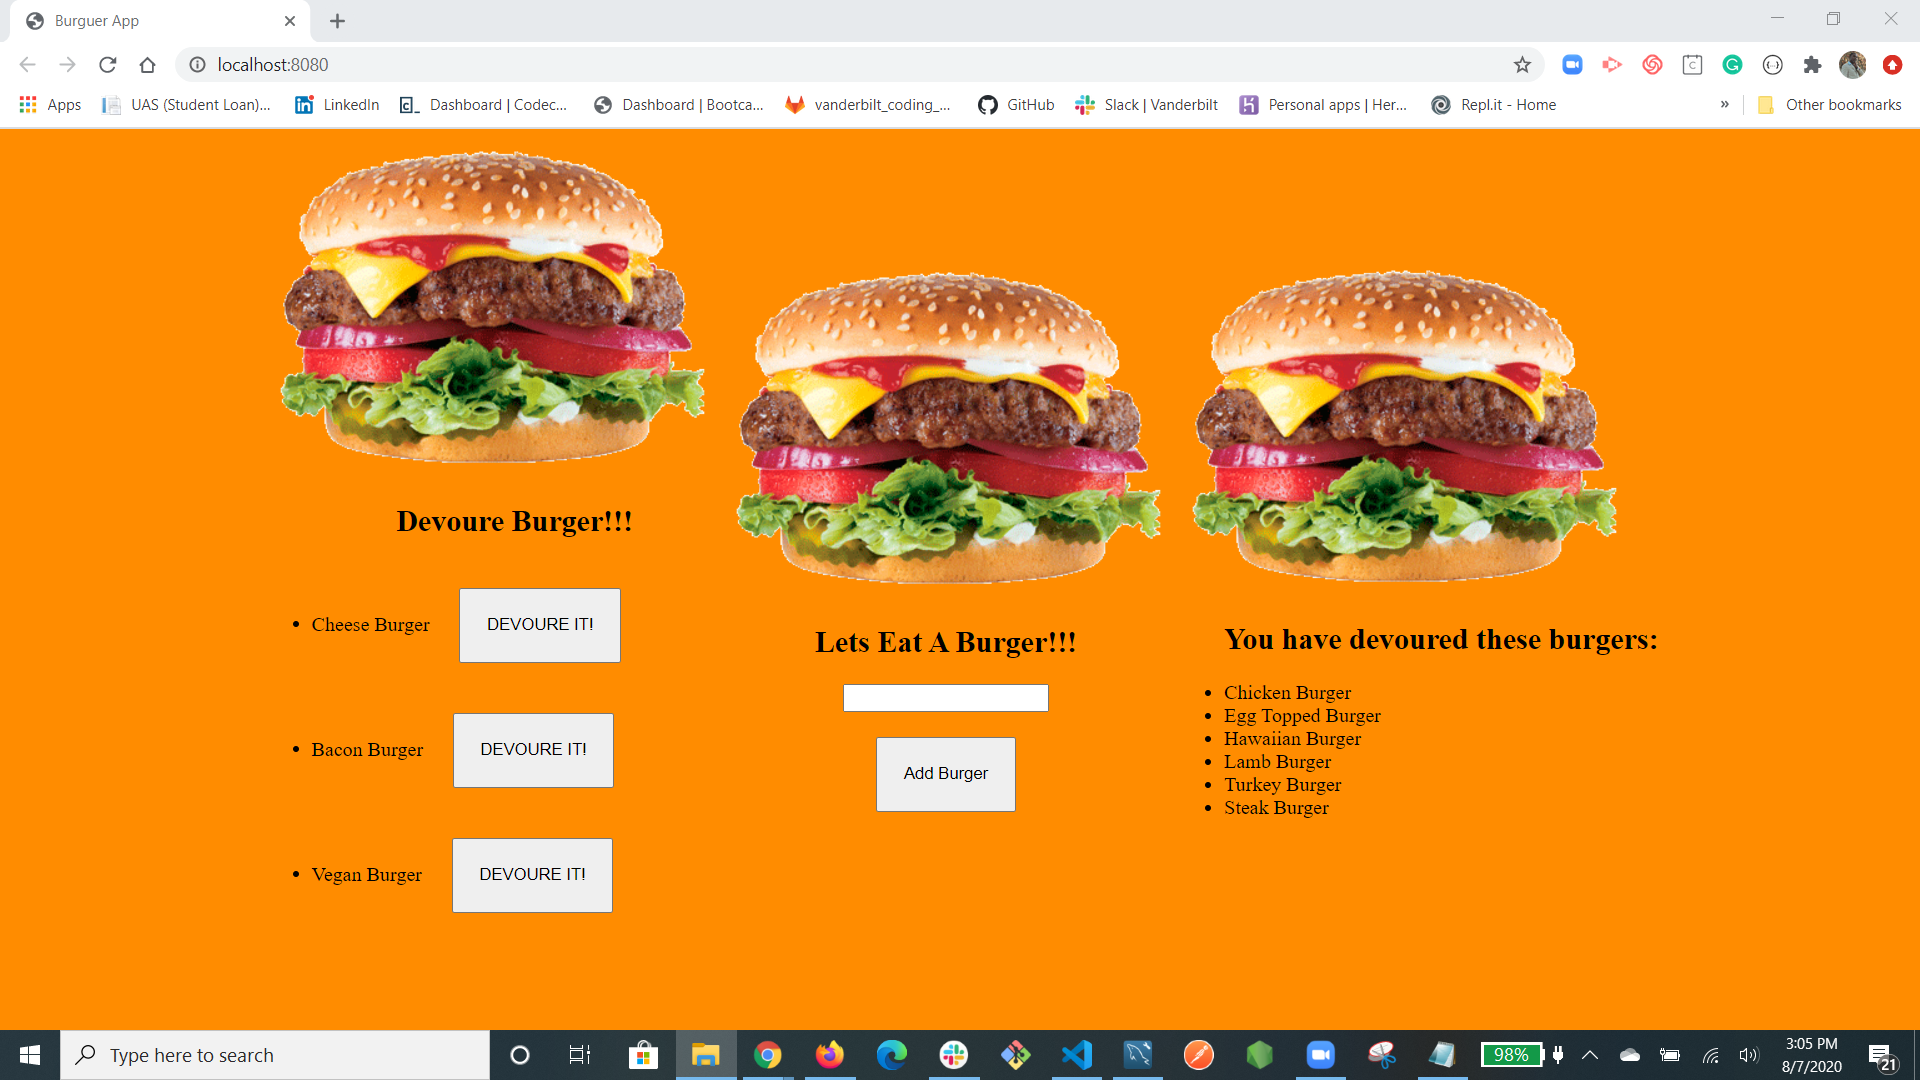 Burguer App
localhost:8080
Apps
UAS (Student Loan)...
LinkedIn
Dashboard | Codec...
Dashboard | Bootca...
vanderbilt_coding_...
GitHub
Slack | Vanderbilt
Personal apps | Her...
Repl.it - Home
»
Other bookmarks
Devoure Burger!!!
Cheese Burger
DEVOURE IT!
Bacon Burger
DEVOURE IT!
Vegan Burger
DEVOURE IT!
Lets Eat A Burger!!!
Add Burger
You have devoured these burgers:
Chicken Burger
Egg Topped Burger
Hawaiian Burger
Lamb Burger
Turkey Burger
Steak Burger
Type here to search
98%
3:05 PM
8/7/2020
21